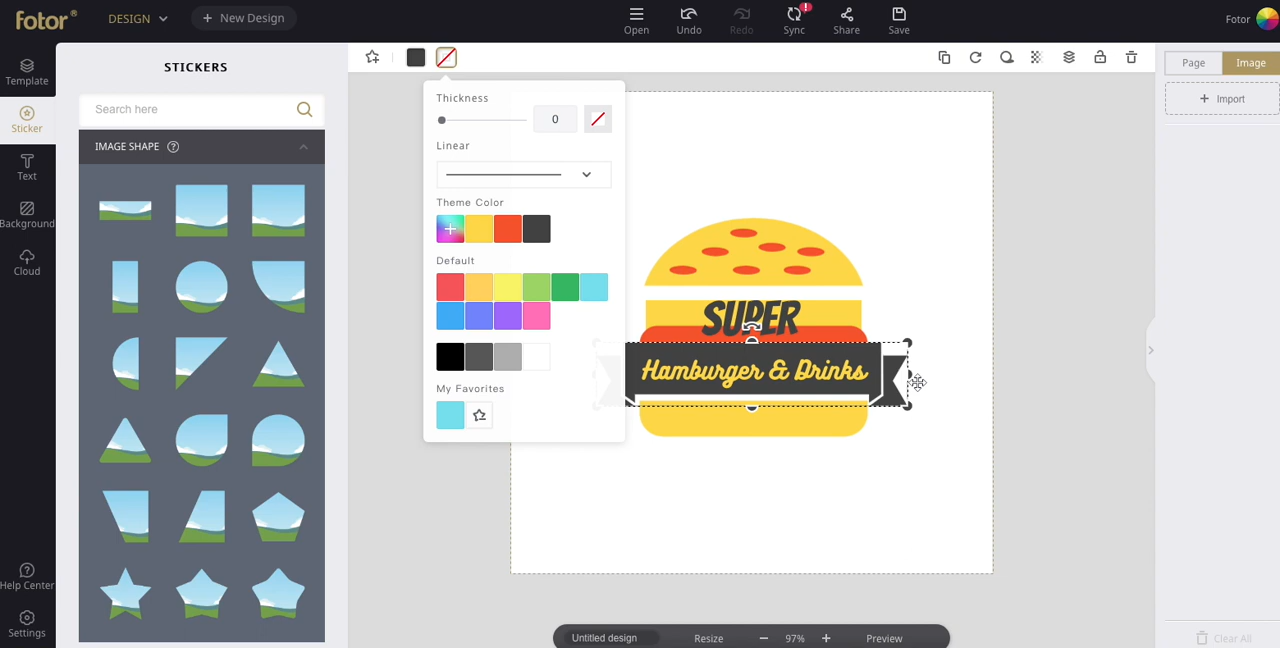 fotor®
DESIGN
+ New Design
Open
Undo
Redo
Sync
!
Share
Save
Fotor
Template
Sticker
Text
Background
Cloud
Help Center
Settings
STICKERS
Search here
IMAGE SHAPE ?
Thickness
0
Linear
Theme Color
Default
My Favorites
SUPER
Hamburger & Drinks
Page
Image
+ Import
Clear All
Untitled design
Resize
− 97% +
Preview